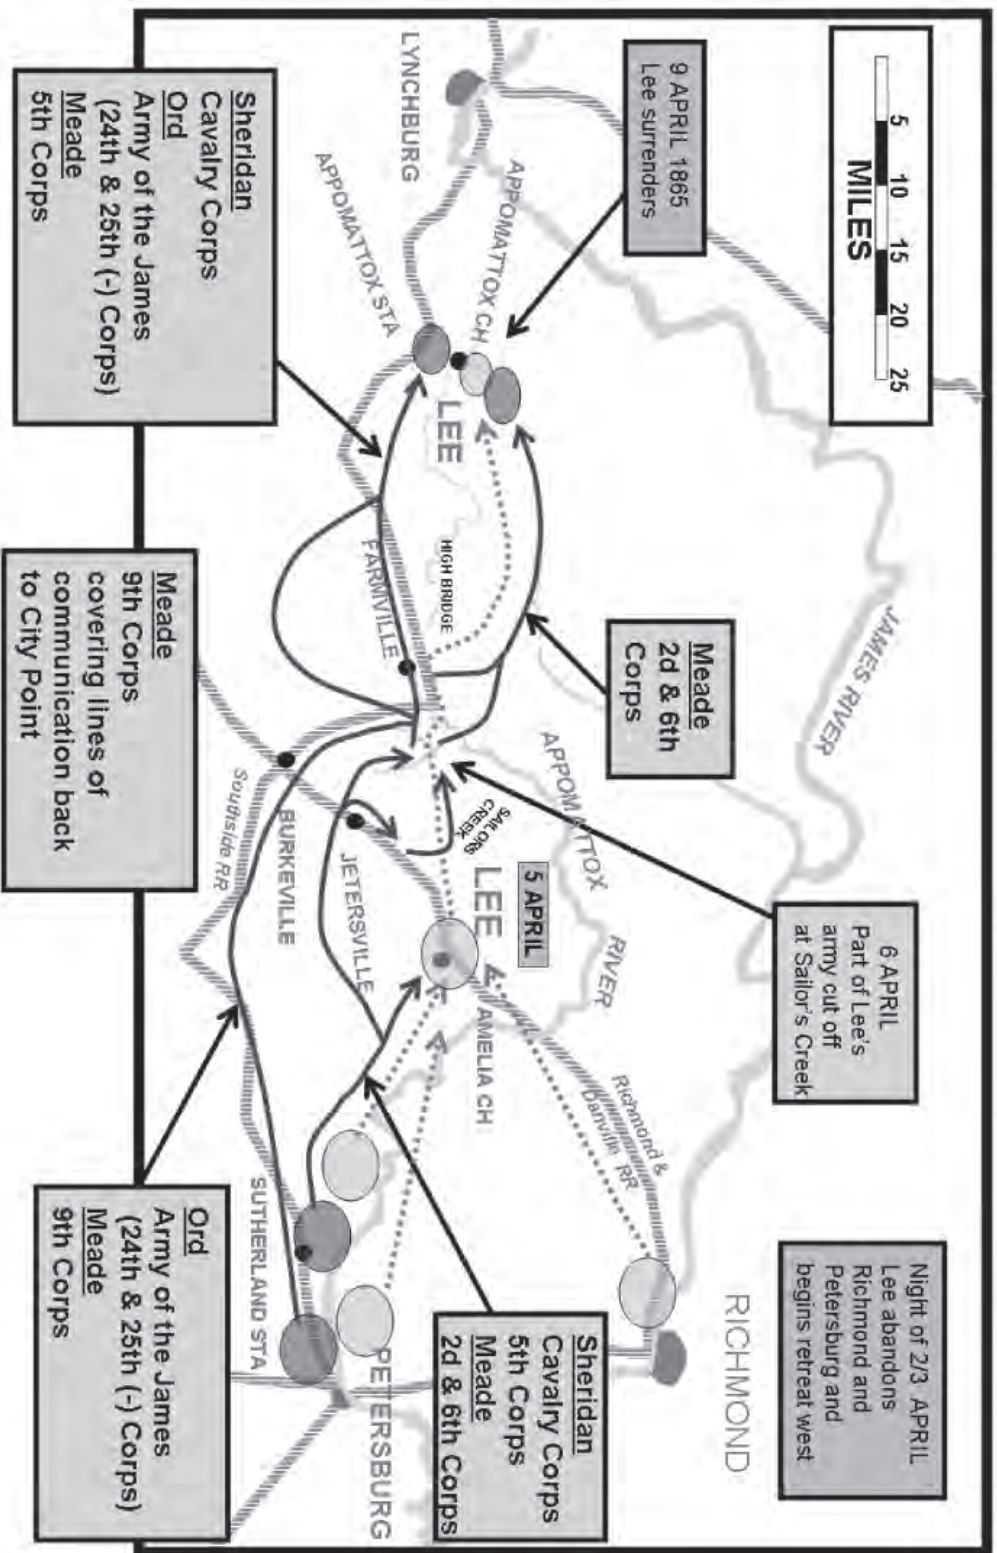 5 10 15 20 25
MILES
9 APRIL 1865
Lee surrenders
LYNCHBURG
APPOMATTOX CH
APPOMATTOX STA
LEE
Sheridan
Cavalry Corps
Ord
Army of the James
(24th & 25th (-) Corps)
Meade
5th Corps
JAMES RIVER
Meade
2d & 6th
Corps
HIGH BRIDGE
FARMVILLE
Meade
9th Corps
covering lines of
communication back
to City Point
6 APRIL
Part of Lee's
army cut off
at Sailor's Creek
APPOMATTOX
RIVER
SAILORS
CREEK
5 APRIL
LEE
JETERSVILLE
BURKEVILLE
Southside RR
AMELIA CH
Richmond &
Danville RR
Night of 2/3 APRIL
Lee abandons
Richmond and
Petersburg and
begins retreat west
RICHMOND
Sheridan
Cavalry Corps
5th Corps
Meade
2d & 6th Corps
PETERSBURG
SUTHERLAND STA
Ord
Army of the James
(24th & 25th (-) Corps)
Meade
9th Corps